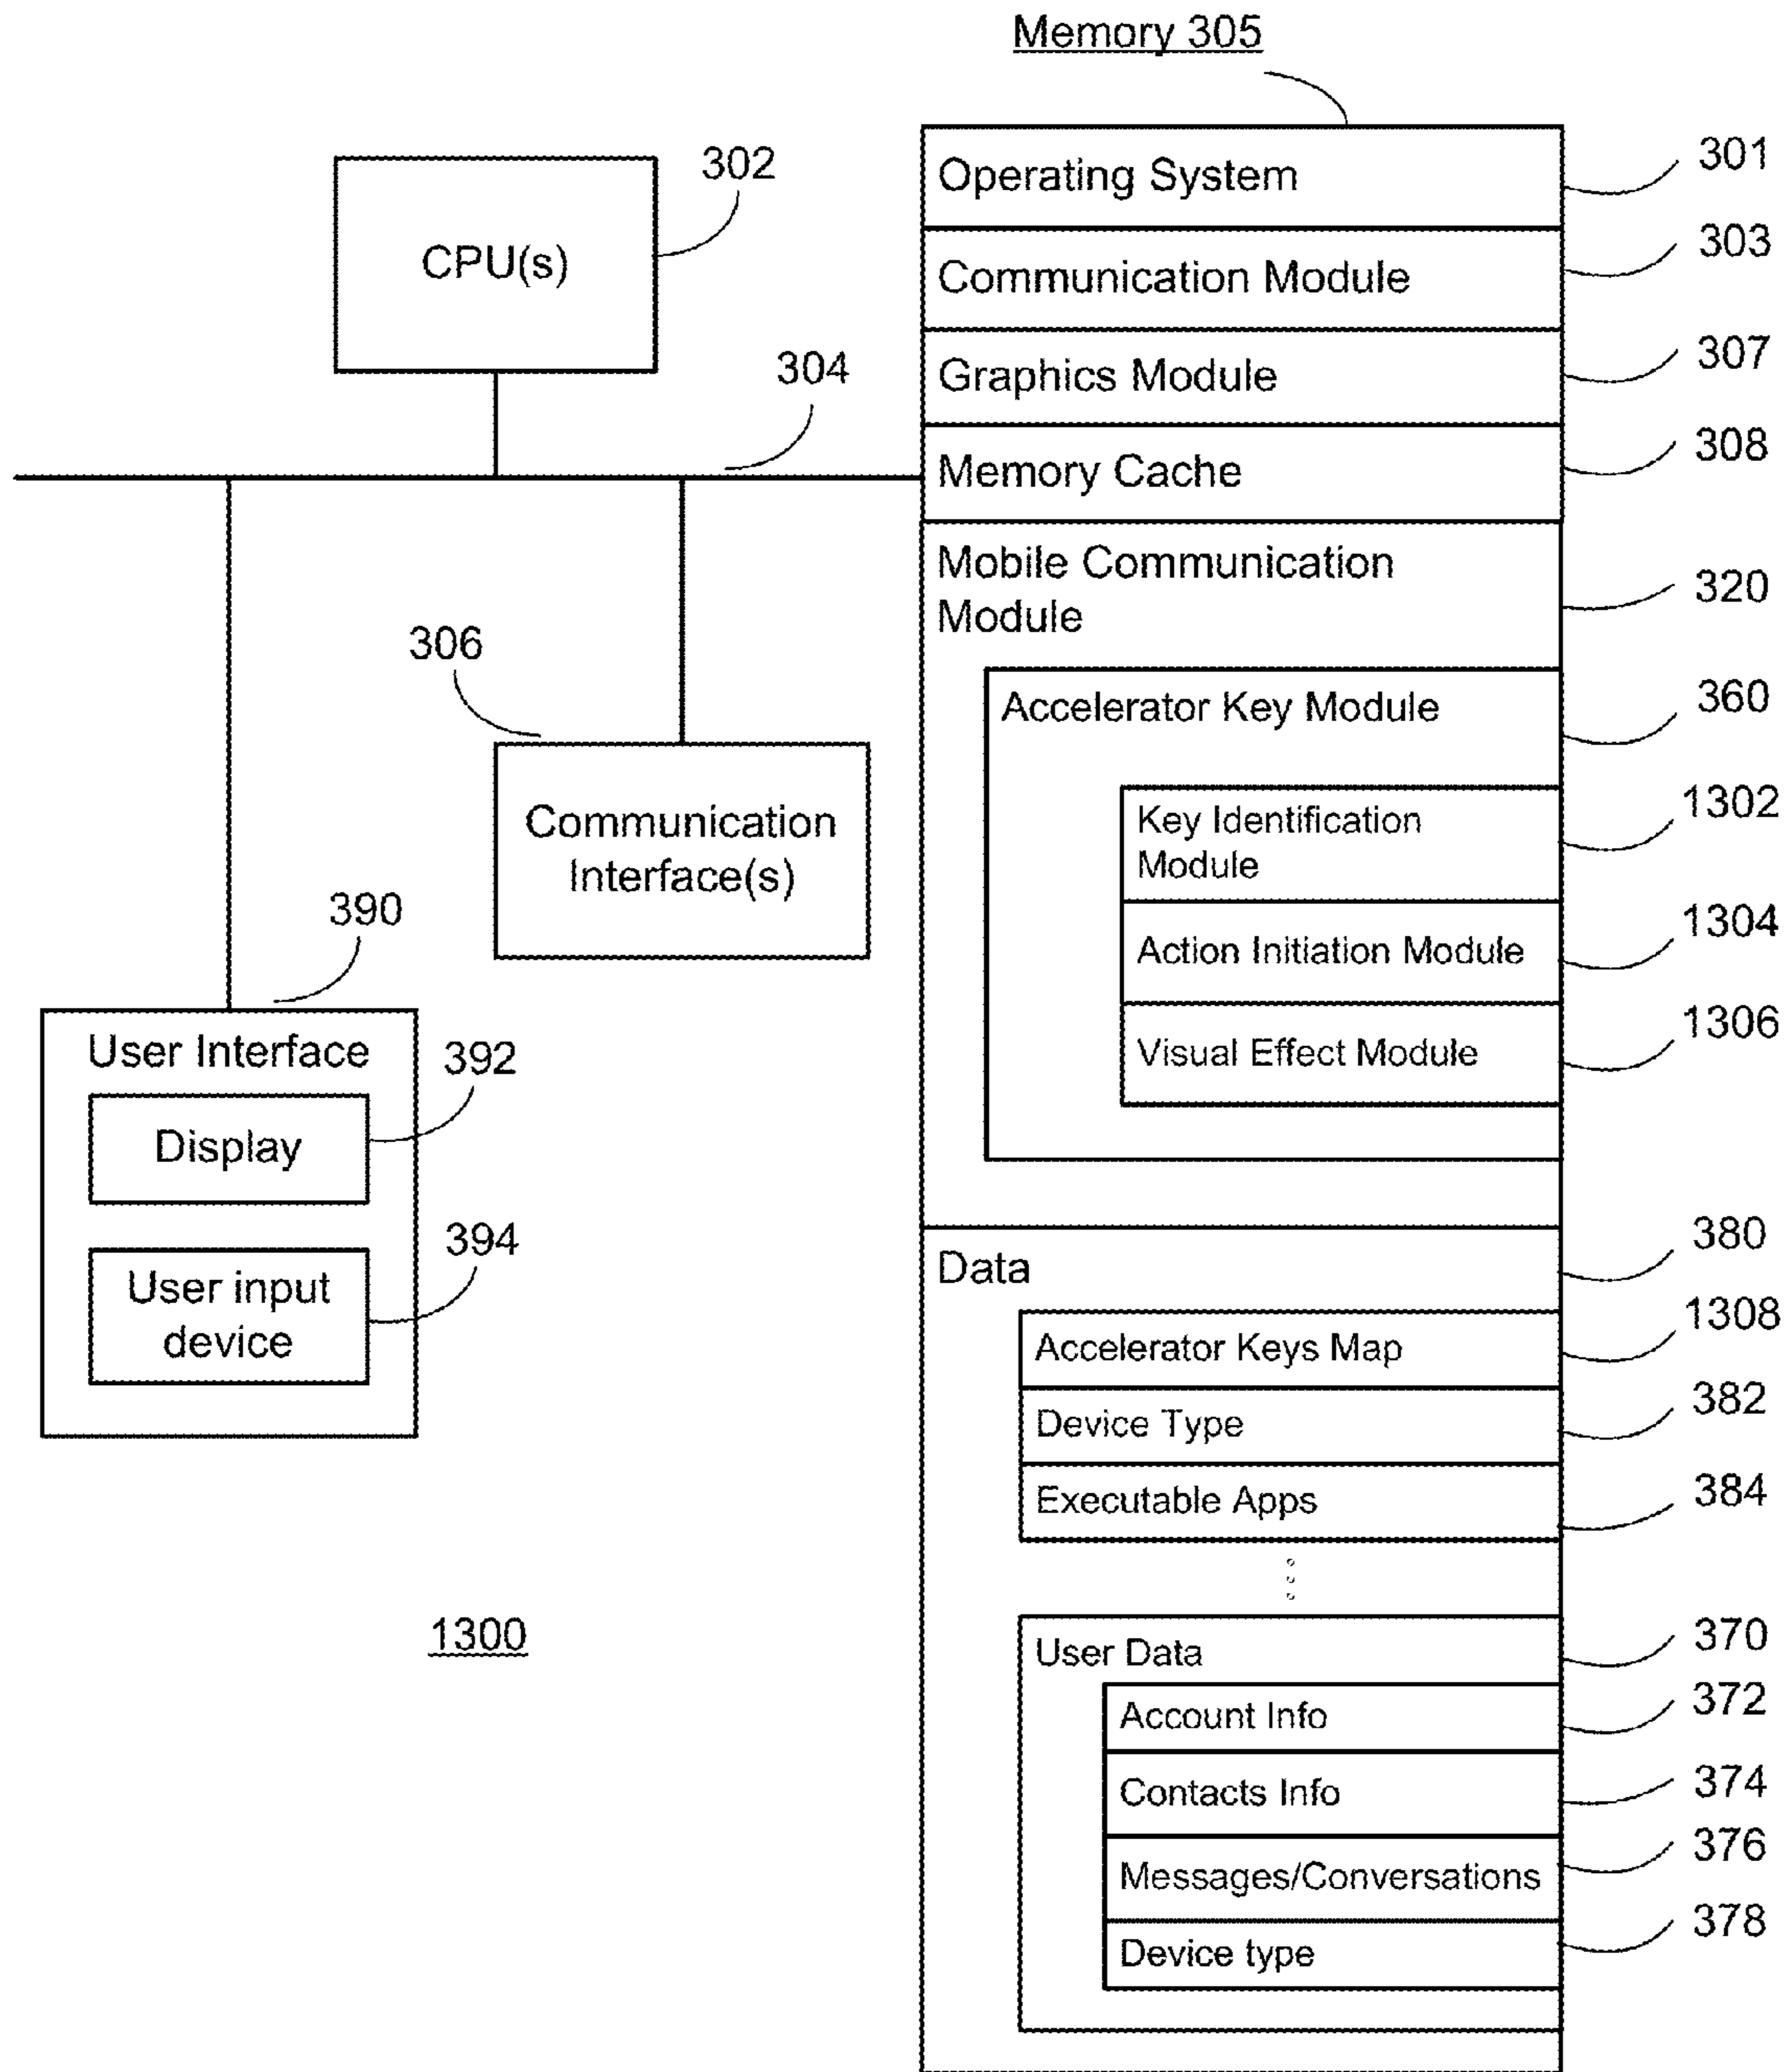 Memory 305
Operating System
301
Communication Module
303
Graphics Module
307
Memory Cache
308
Mobile Communication
Module
320
Accelerator Key Module
360
Key Identification
Module
1302
Action Initiation Module
1304
Visual Effect Module
1306
Data
380
Accelerator Keys Map
1308
Device Type
382
Executable Apps
384
User Data
370
Account Info
372
Contacts Info
374
Messages/Conversations
376
Device type
378
CPU(s)
302
304
306
Communication
Interface(s)
390
User Interface
Display
392
User input
device
394
1300